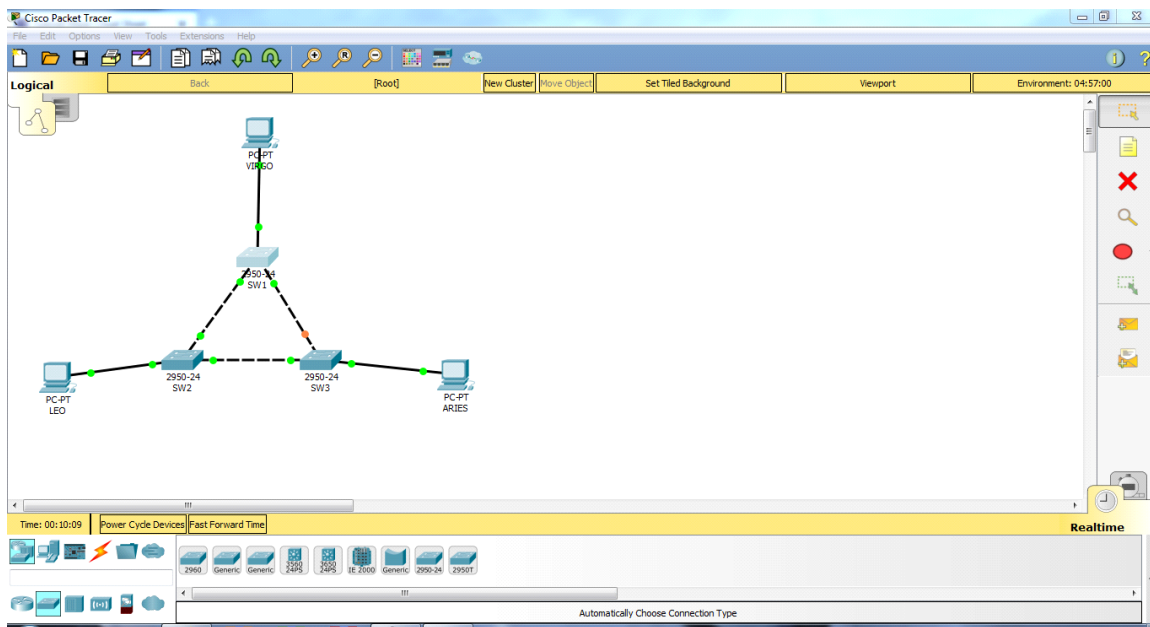 Cisco Packet Tracer
File Edit Options View Tools Extensions Help
Logical
Back
[Root]
New Cluster
Move Object
Set Tiled Background
Viewport
Environment: 04:57:00
PC-PT
VIRGO
2950-24
SW1
2950-24
SW2
2950-24
SW3
PC-PT
LEO
PC-PT
ARIES
Time: 00:10:09
Power Cycle Devices
Fast Forward Time
Realtime
2960
Generic
Generic
3560
24PS
3650
24PS
IE 2000
Generic
2950-24
2950T
Automatically Choose Connection Type